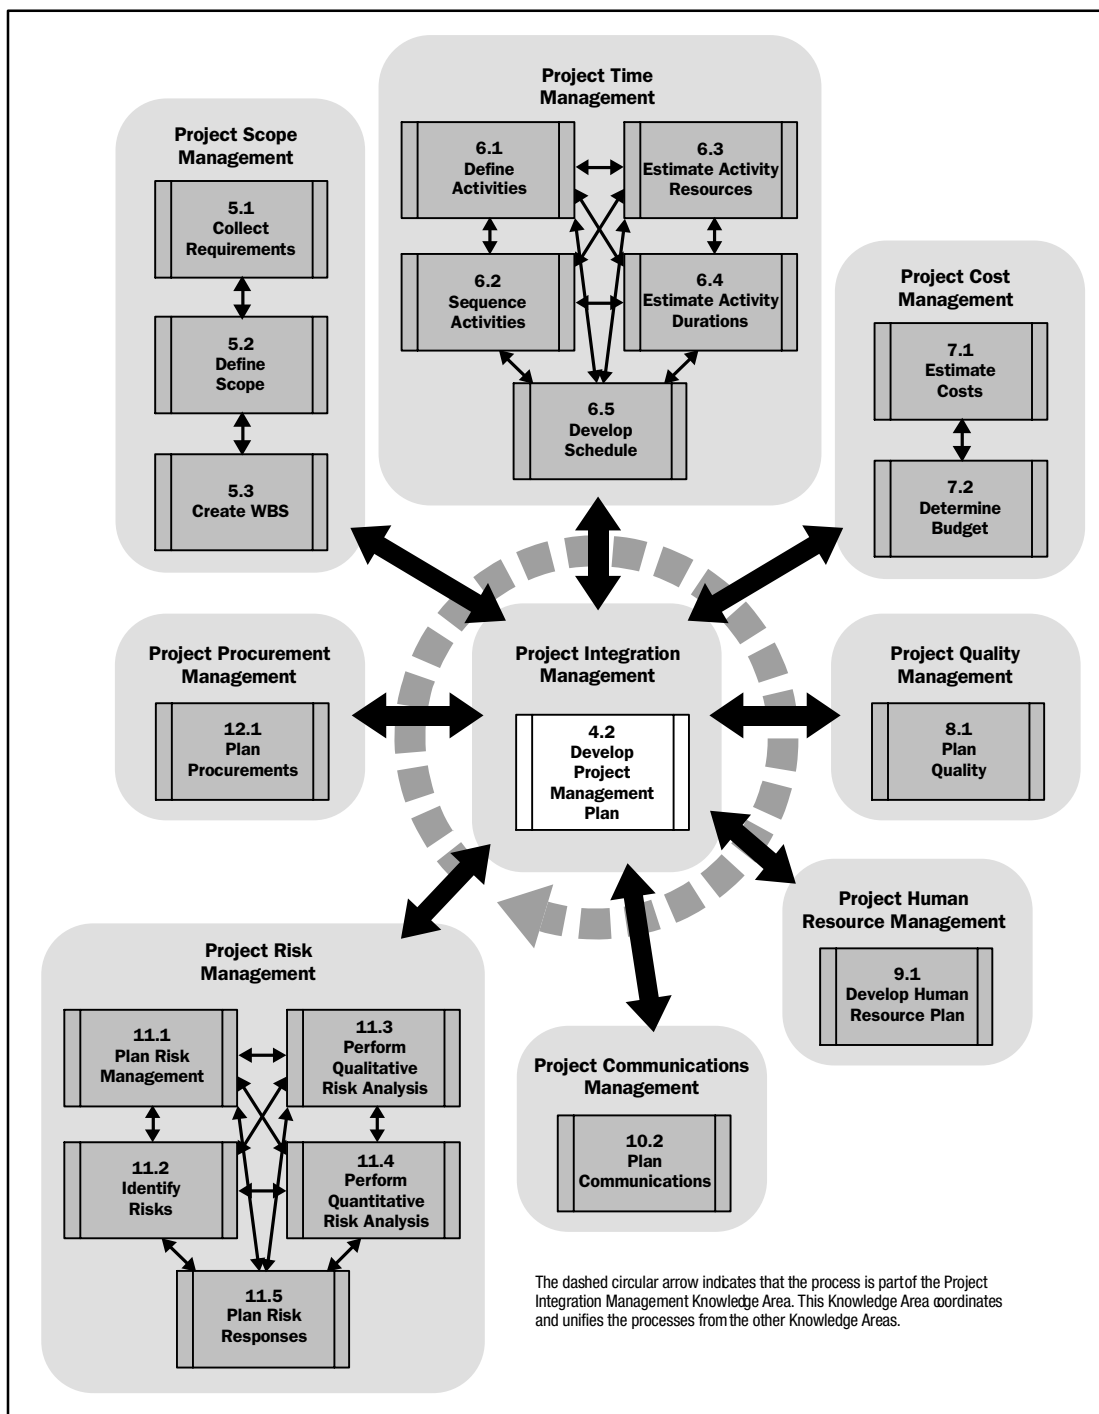 Project Time
Management
6.1
Define
Activities
6.3
Estimate Activity
Resources
6.2
Sequence
Activities
6.4
Estimate Activity
Durations
6.5
Develop
Schedule
Project Scope
Management
5.1
Collect
Requirements
5.2
Define
Scope
5.3
Create WBS
Project Cost
Management
7.1
Estimate
Costs
7.2
Determine
Budget
Project Procurement
Management
12.1
Plan
Procurements
Project Integration
Management
4.2
Develop
Project
Management
Plan
Project Quality
Management
8.1
Plan
Quality
Project Human
Resource Management
9.1
Develop Human
Resource Plan
Project Risk
Management
11.1
Plan Risk
Management
11.3
Perform
Qualitative
Risk Analysis
11.2
Identify
Risks
11.4
Perform
Quantitative
Risk Analysis
11.5
Plan Risk
Responses
Project Communications
Management
10.2
Plan
Communications
The dashed circular arrow indicates that the process is part of the Project
Integration Management Knowledge Area. This Knowledge Area coordinates
and unifies the processes from the other Knowledge Areas.